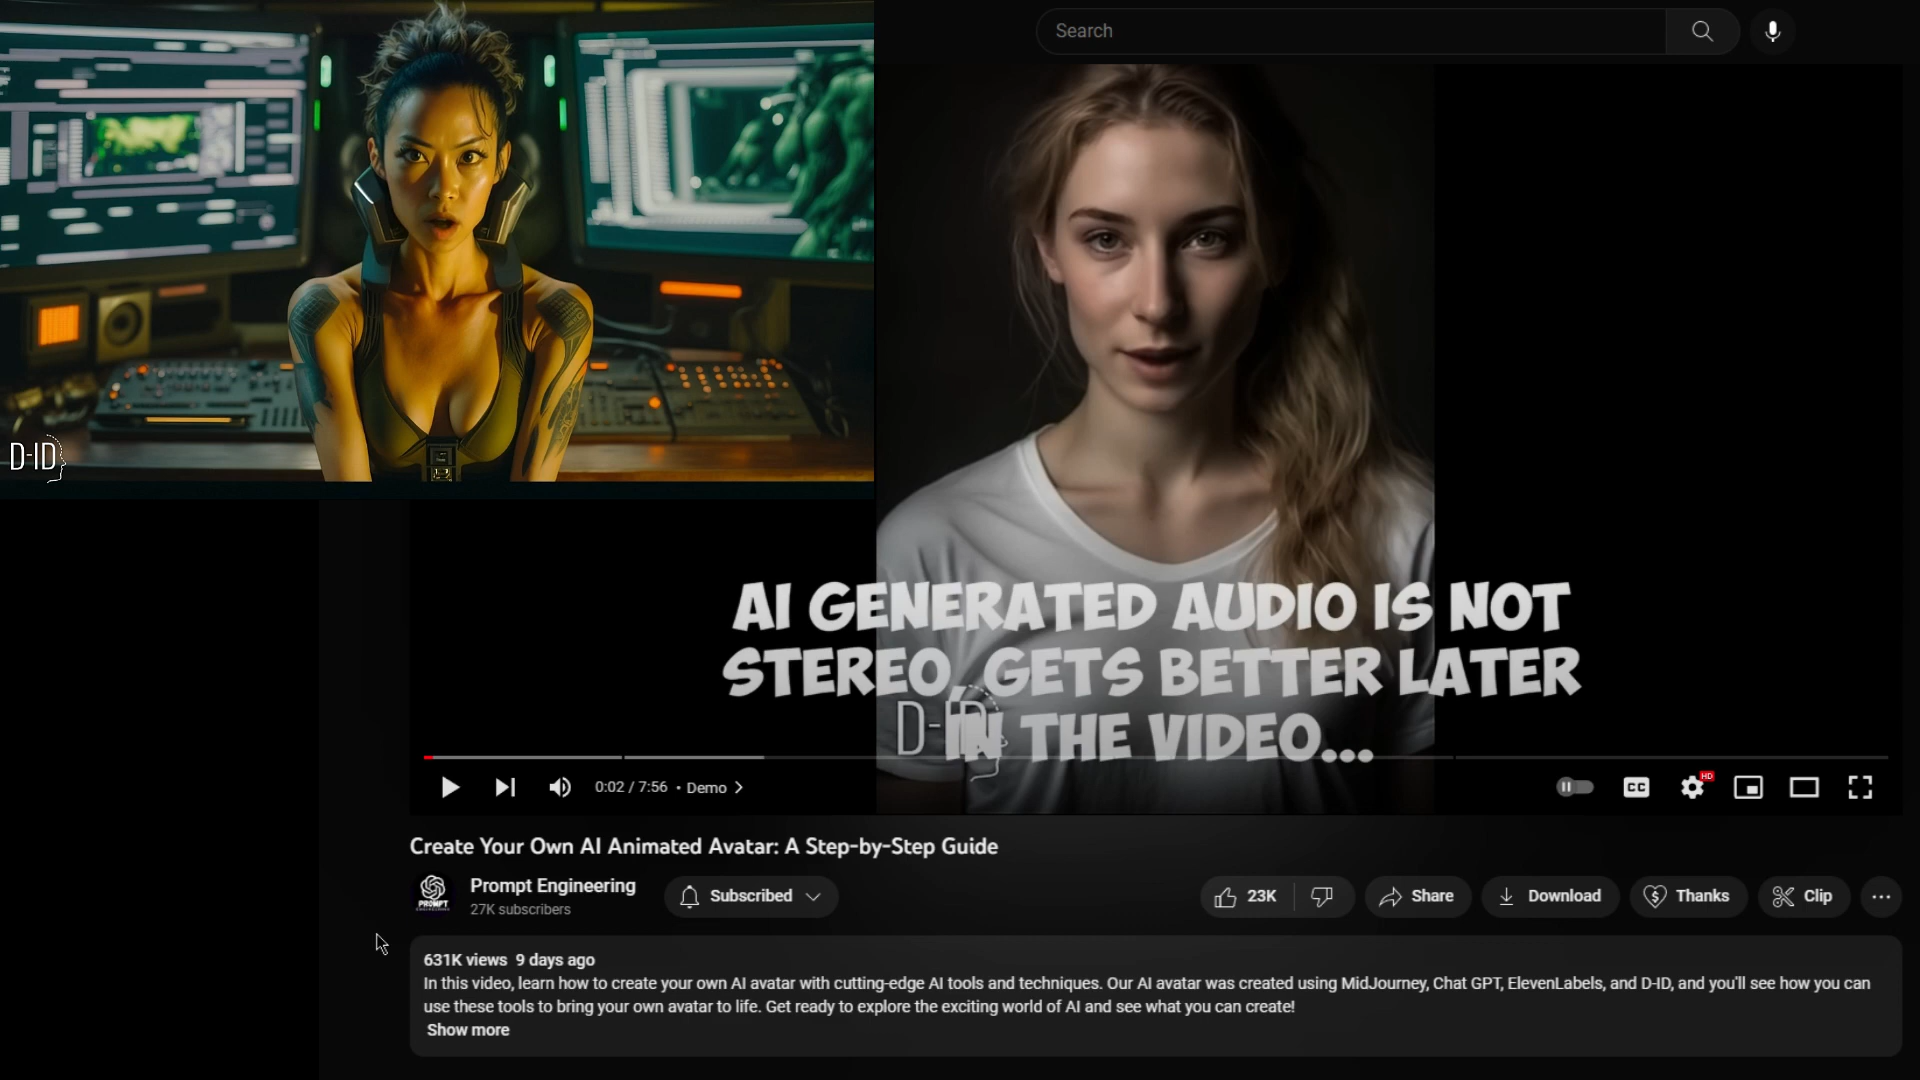 Search
D-ID
AI GENERATED AUDIO IS NOT
STEREO, GETS BETTER LATER
IN THE VIDEO...
D-ID
0:02 / 7:56 • Demo
CC
HD
Create Your Own AI Animated Avatar: A Step-by-Step Guide
PROMPT
Prompt Engineering
27K subscribers
Subscribed
23K
Share
Download
Thanks
Clip
631K views 9 days ago
In this video, learn how to create your own AI avatar with cutting-edge AI tools and techniques. Our AI avatar was created using MidJourney, Chat GPT, ElevenLabs, and D-ID, and you'll see how you can
use these tools to bring your own avatar to life. Get ready to explore the exciting world of AI and see what you can create!
Show more